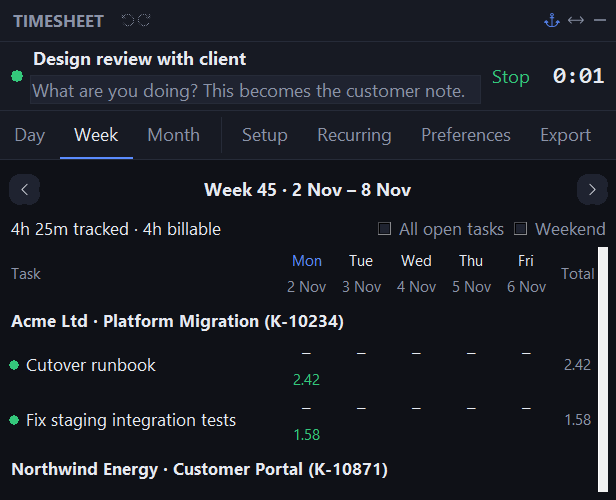 TIMESHEET
Design review with client
What are you doing? This becomes the customer note.
Stop
0:01
Day Week Month Setup Recurring Preferences Export
Week 45 · 2 Nov – 8 Nov
4h 25m tracked · 4h billable All open tasks Weekend
Task Mon Tue Wed Thu Fri Total
2 Nov 3 Nov 4 Nov 5 Nov 6 Nov
Acme Ltd · Platform Migration (K-10234)
– – – – –
Cutover runbook 2.42
2.42
– – – – –
Fix staging integration tests 1.58
1.58
Northwind Energy · Customer Portal (K-10871)